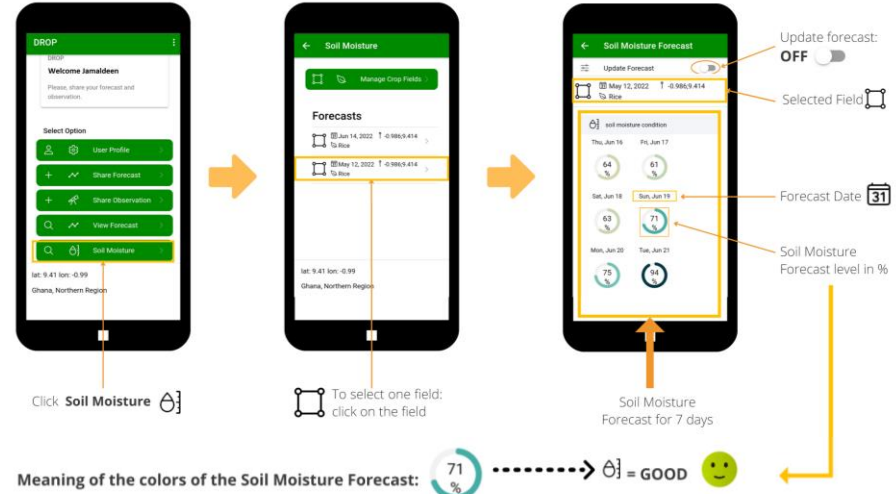 DROP
DROP
Welcome Jamaldeen
Please, share your forecast and
observation.
Select Option
User Profile
Share Forecast
Share Observation
View Forecast
Soil Moisture
lat: 9.41 lon: -0.99
Ghana, Northern Region
Click Soil Moisture
Soil Moisture
Manage Crop Fields
Forecasts
Jun 14, 2022 -0.986;9.414
Rice
May 12, 2022 -0.986;9.414
Rice
lat: 9.41 lon: -0.99
Ghana, Northern Region
To select one field:
click on the field
Soil Moisture Forecast
Update Forecast
May 12, 2022 -0.986;9.414
Rice
soil moisture condition
Thu, Jun 16 Fri, Jun 17
64 % 61 %
Sat, Jun 18 Sun, Jun 19
63 % 71 %
Mon, Jun 20 Tue, Jun 21
75 % 94 %
Soil Moisture
Forecast for 7 days
Update forecast:
OFF
Selected Field
Forecast Date 31
Soil Moisture
Forecast level in %
Meaning of the colors of the Soil Moisture Forecast: 71 % = GOOD